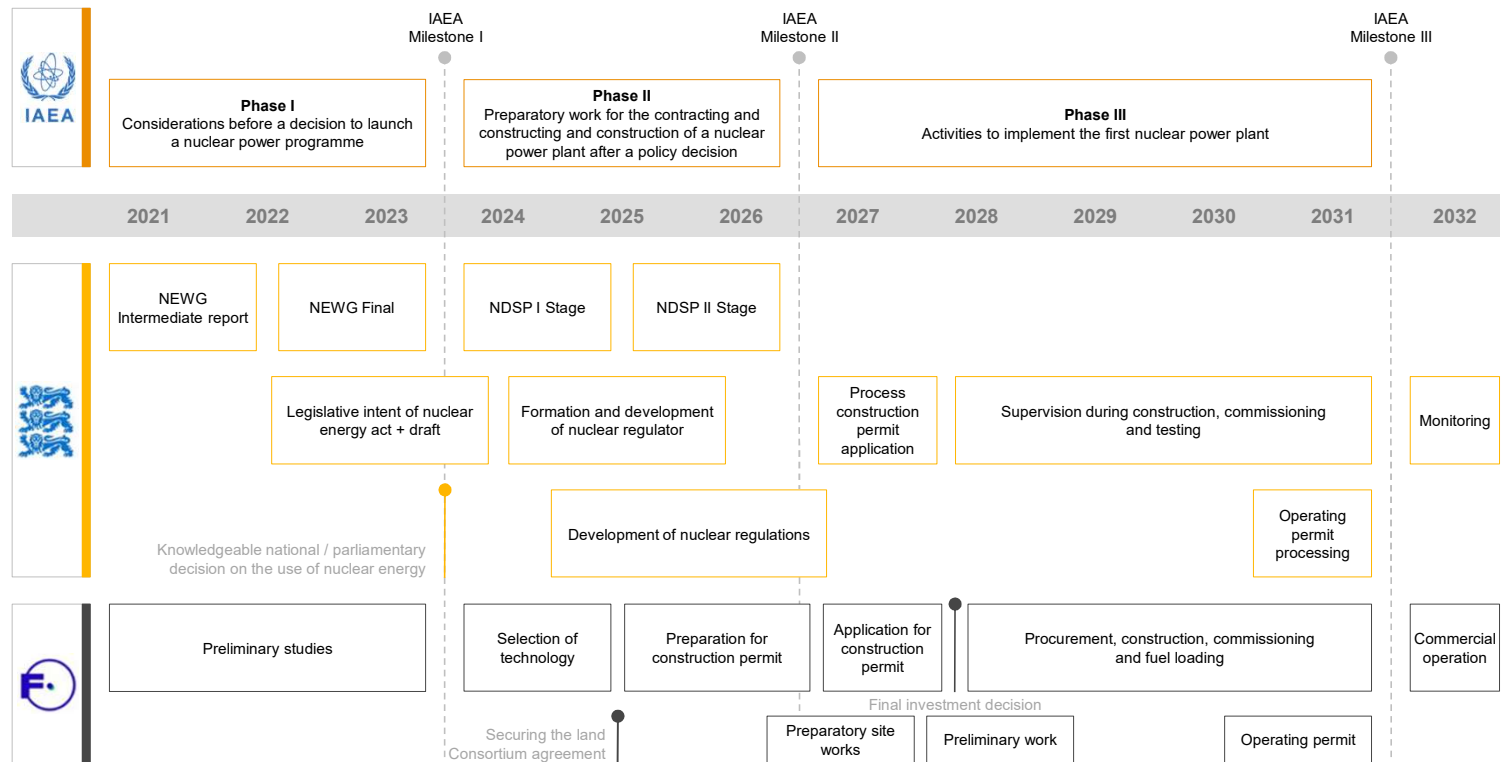 IAEA
Milestone I
IAEA
Milestone II
IAEA
Milestone III
IAEA
Phase I
Considerations before a decision to launch
a nuclear power programme
Phase II
Preparatory work for the contracting and
constructing and construction of a nuclear
power plant after a policy decision
Phase III
Activities to implement the first nuclear power plant
2021 2022 2023 2024 2025 2026 2027 2028 2029 2030 2031 2032
NEWG
Intermediate report
NEWG Final
NDSP I Stage
NDSP II Stage
Legislative intent of nuclear
energy act + draft
Formation and development
of nuclear regulator
Process
construction
permit
application
Supervision during construction, commissioning
and testing
Monitoring
Knowledgeable national / parliamentary
decision on the use of nuclear energy
Development of nuclear regulations
Operating
permit
processing
F
Preliminary studies
Selection of
technology
Preparation for
construction permit
Application for
construction
permit
Procurement, construction, commissioning
and fuel loading
Commercial
operation
Final investment decision
Securing the land
Consortium agreement
Preparatory site
works
Preliminary work
Operating permit